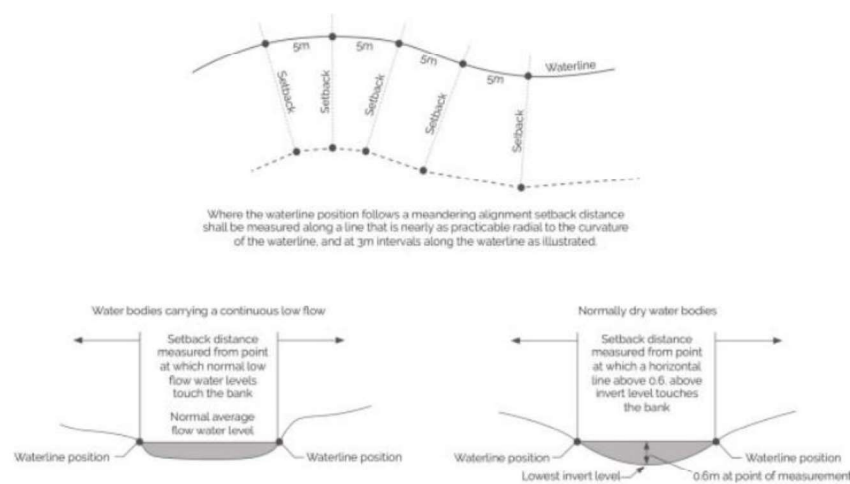 5m
5m
5m
5m
Waterline
Setback
Setback
Setback
Setback
Setback
Where the waterline position follows a meandering alignment setback distance
shall be measured along a line that is nearly as practicable radial to the curvature
of the waterline, and at 3m intervals along the waterline as illustrated.
Water bodies carrying a continuous low flow
Setback distance
measured from point
at which normal low
flow water levels
touch the bank
Normal average
flow water level
Waterline position
Waterline position
Normally dry water bodies
Setback distance
measured from point
at which a horizontal
line above 0.6. above
invert level touches
the bank
Waterline position
Waterline position
Lowest invert level
0.6m at point of measurement